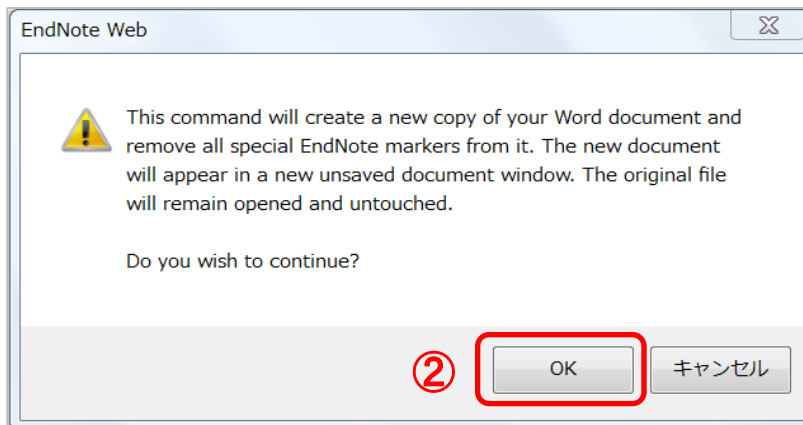 EndNote Web
This command will create a new copy of your Word document and
remove all special EndNote markers from it. The new document
will appear in a new unsaved document window. The original file
will remain opened and untouched.
Do you wish to continue?
② OK キャンセル